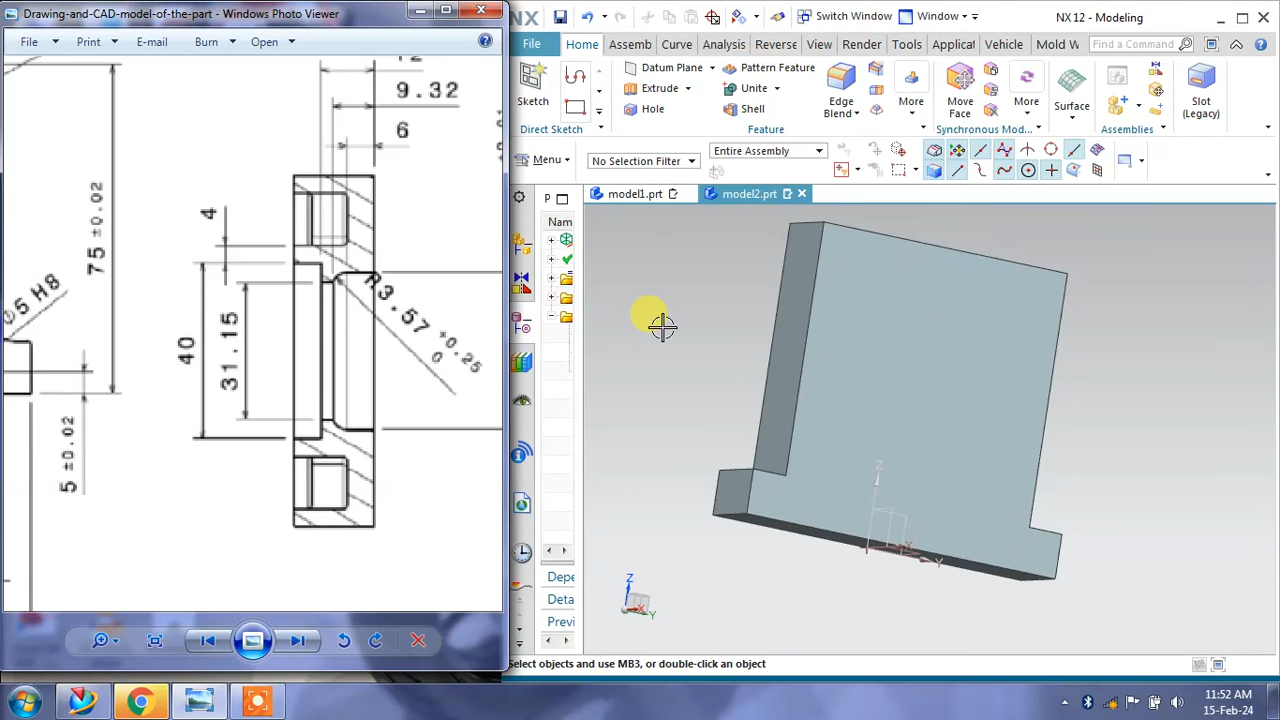 Drawing-and-CAD-model-of-the-part - Windows Photo Viewer
File Print E-mail Burn Open
9.32
6
4
75 ±0.02
R3.57 +0.25
0
40
31.15
5 ±0.02
NX
Switch Window
Window
NX 12 - Modeling
File
Home
Assemb
Curve
Analysis
Reverse
View
Render
Tools
Applicat
Vehicle
Mold W
Find a Command
Sketch
Direct Sketch
Datum Plane
Extrude
Hole
Pattern Feature
Unite
Shell
Edge
Blend
More
Feature
Move
Face
More
Synchronous Mod...
Surface
Assemblies
Slot
(Legacy)
Menu
No Selection Filter
Entire Assembly
model1.prt
model2.prt
P
Nam
Depe
Detai
Previ
Z
X
Y
Z
X
Y
Select objects and use MB3, or double-click an object
11:52 AM
15-Feb-24